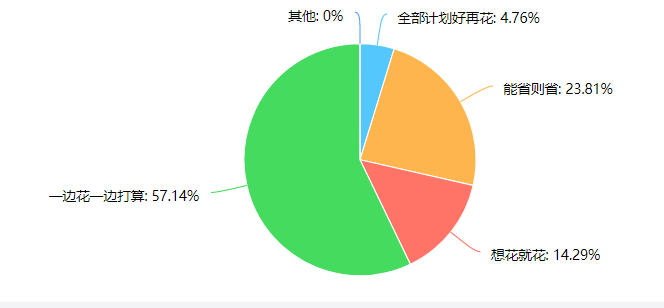 其他: 0%
全部计划好再花: 4.76%
能省则省: 23.81%
一边花一边打算: 57.14%
想花就花: 14.29%